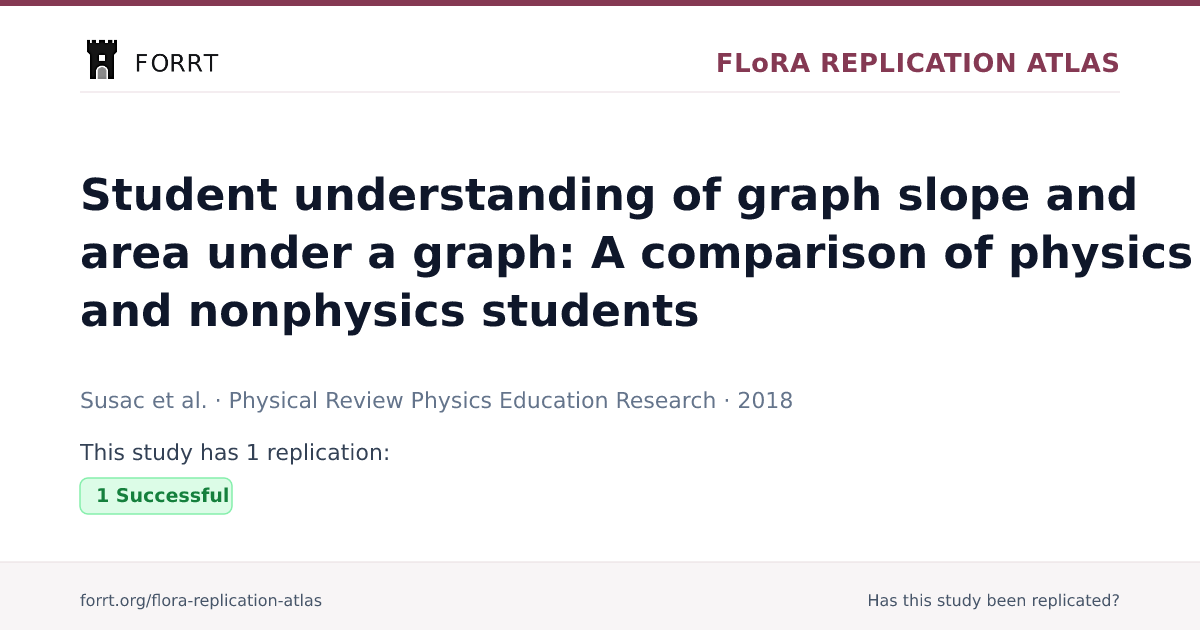 FORRT
FLoRA REPLICATION ATLAS
Student understanding of graph slope and
area under a graph: A comparison of physics
and nonphysics students
Susac et al. · Physical Review Physics Education Research · 2018
This study has 1 replication:
1 Successful
forrt.org/flora-replication-atlas
Has this study been replicated?